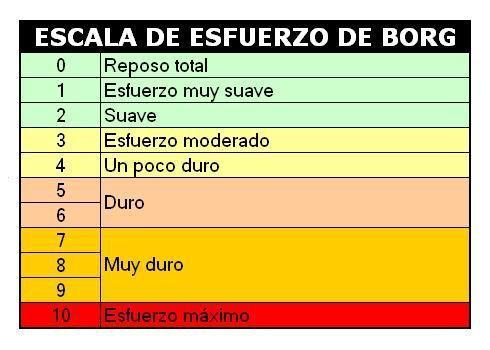 ESCALA DE ESFUERZO DE BORG
0 Reposo total
1 Esfuerzo muy suave
2 Suave
3 Esfuerzo moderado
4 Un poco duro
5
Duro
6
7
8 Muy duro
9
10 Esfuerzo máximo